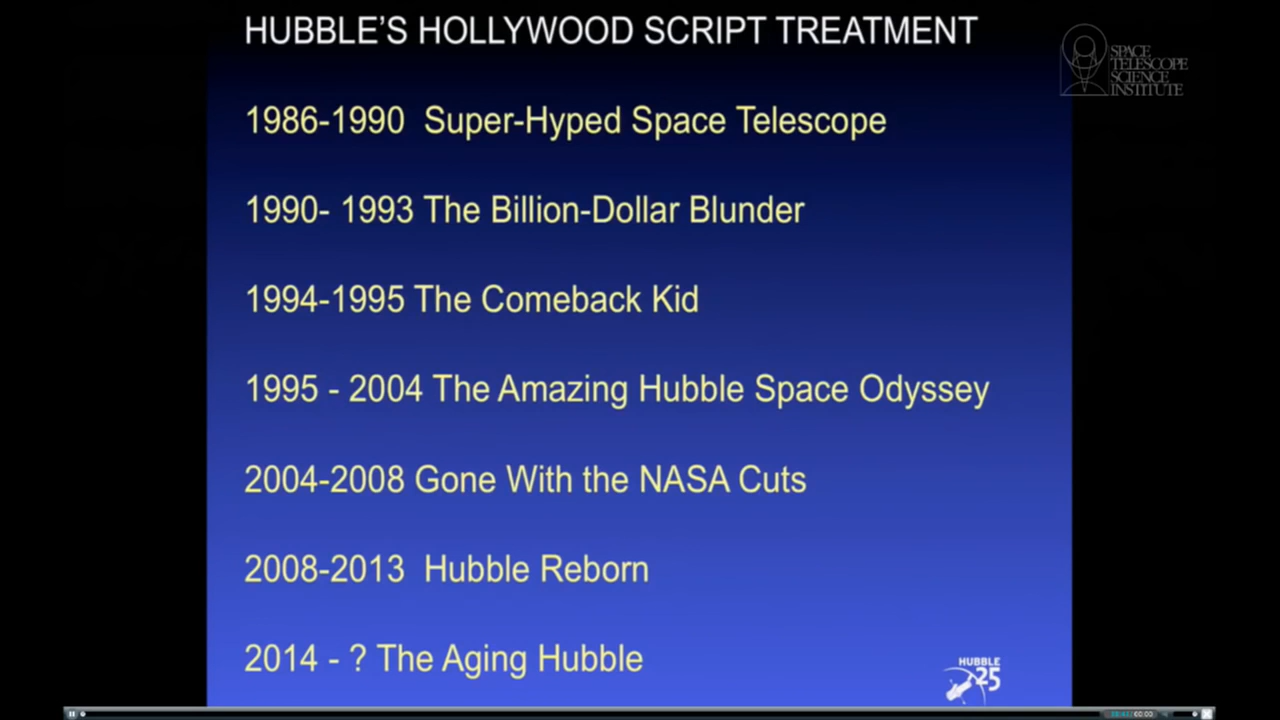 HUBBLE'S HOLLYWOOD SCRIPT TREATMENT
SPACE
TELESCOPE
SCIENCE
INSTITUTE
1986-1990 Super-Hyped Space Telescope
1990- 1993 The Billion-Dollar Blunder
1994-1995 The Comeback Kid
1995 - 2004 The Amazing Hubble Space Odyssey
2004-2008 Gone With the NASA Cuts
2008-2013 Hubble Reborn
2014 - ? The Aging Hubble
HUBBLE
25